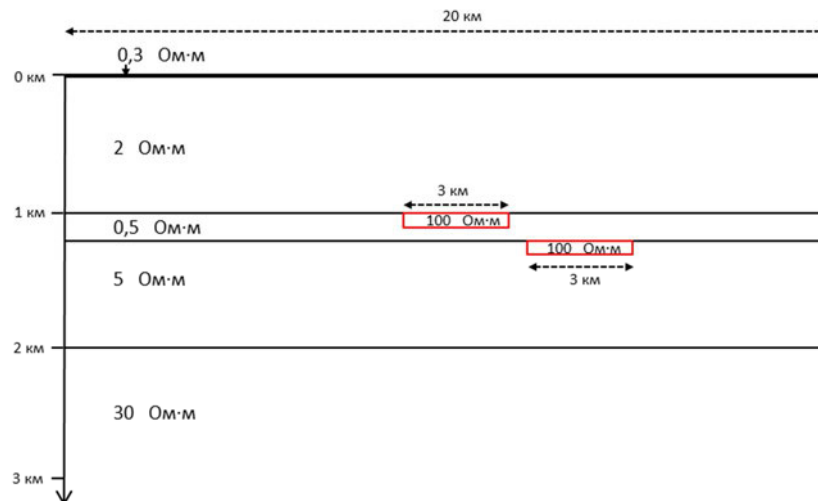 20 км
0,3 Ом·м
0 км
2 Ом·м
3 км
1 км
100 Ом·м
0,5 Ом·м
100 Ом·м
5 Ом·м
3 км
2 км
30 Ом·м
3 км